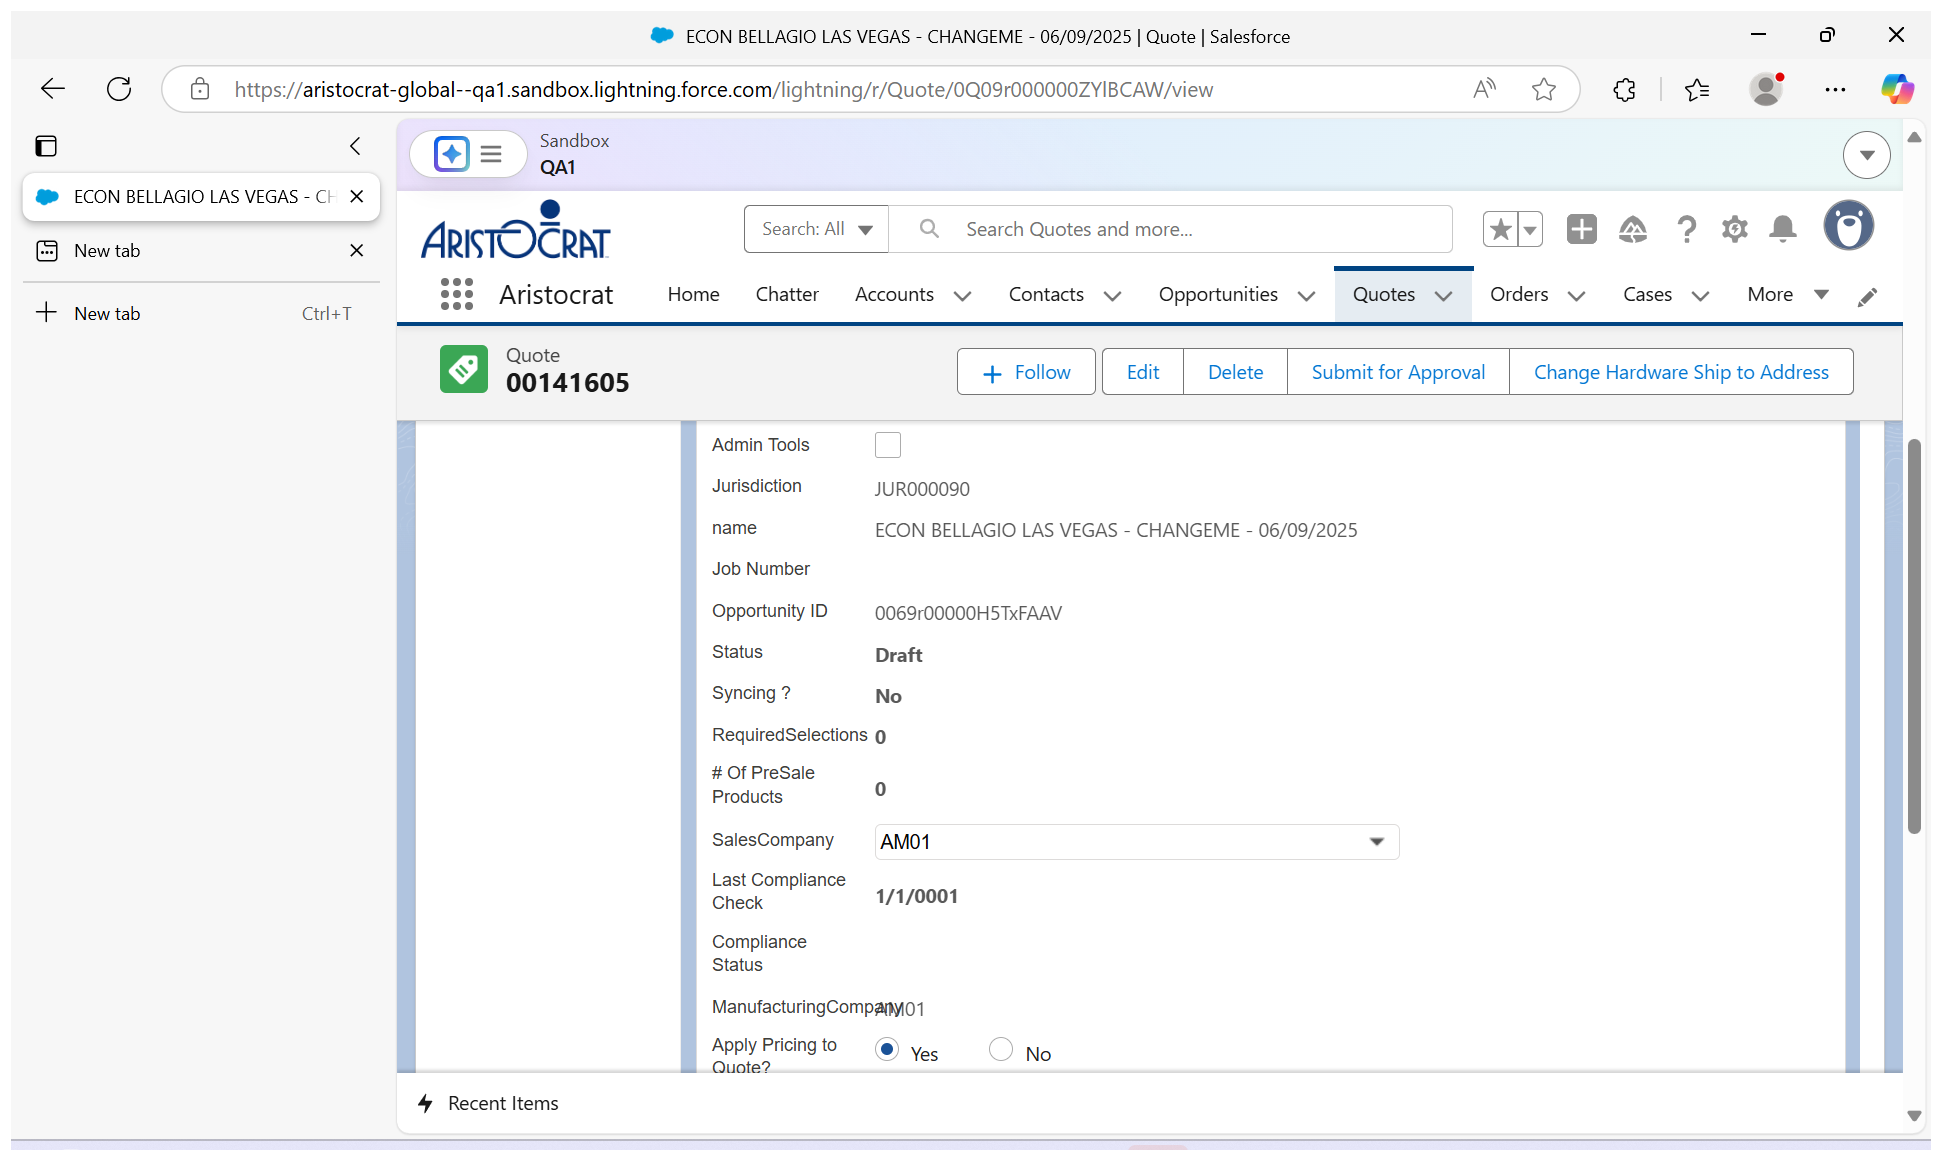 ECON BELLAGIO LAS VEGAS - CHANGEME - 06/09/2025 | Quote | Salesforce
https://aristocrat-global--qa1.sandbox.lightning.force.com/lightning/r/Quote/0Q09r000000ZYlBCAW/view
ECON BELLAGIO LAS VEGAS - CH
New tab
New tab Ctrl+T
Sandbox
QA1
ARISTOCRAT
Search: All Search Quotes and more...
Aristocrat Home Chatter Accounts Contacts Opportunities Quotes Orders Cases More
Quote
00141605
Follow Edit Delete Submit for Approval Change Hardware Ship to Address
Admin Tools
Jurisdiction JUR000090
name ECON BELLAGIO LAS VEGAS - CHANGEME - 06/09/2025
Job Number
Opportunity ID 0069r00000H5TxFAAV
Status Draft
Syncing ? No
RequiredSelections 0
# Of PreSale
Products 0
SalesCompany AM01
Last Compliance
Check 1/1/0001
Compliance
Status
ManufacturingCompany AM01
Apply Pricing to
Quote? Yes No
Recent Items